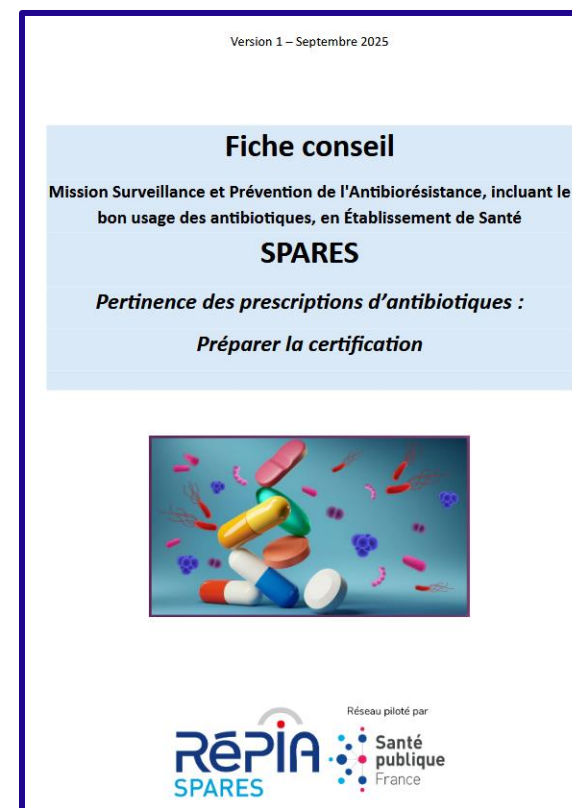 Version 1 – Septembre 2025
Fiche conseil
Mission Surveillance et Prévention de l'Antibiorésistance, incluant le
bon usage des antibiotiques, en Établissement de Santé
SPARES
Pertinence des prescriptions d’antibiotiques :
Préparer la certification
Réseau piloté par
RéPIA
SPARES
Santé
publique
France